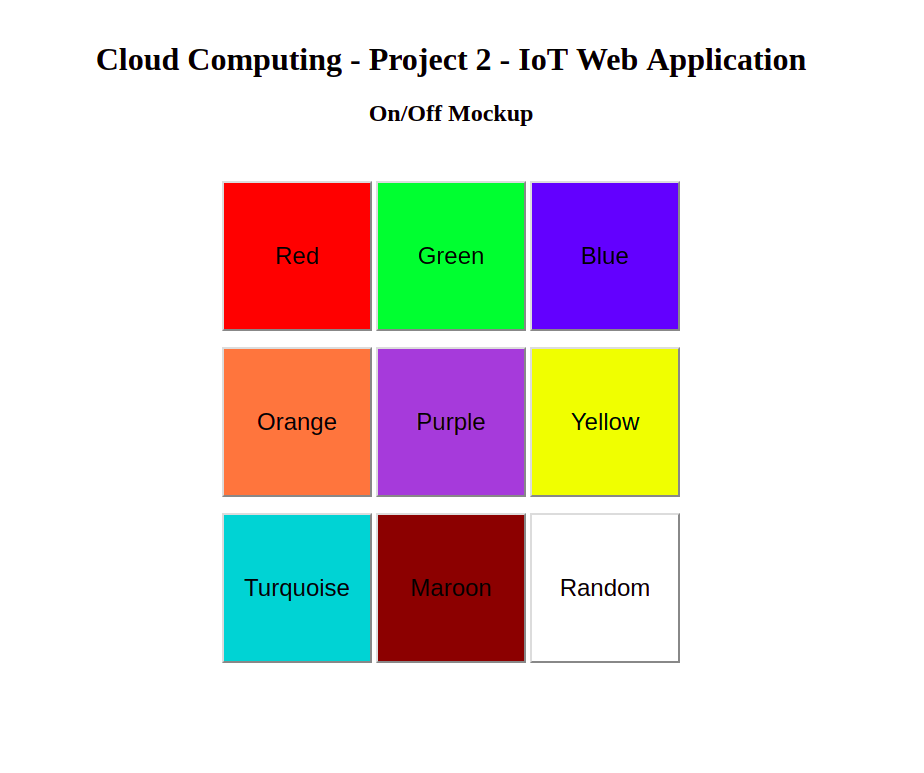 Cloud Computing - Project 2 - IoT Web Application
On/Off Mockup
Red Green Blue
Orange Purple Yellow
Turquoise Maroon Random